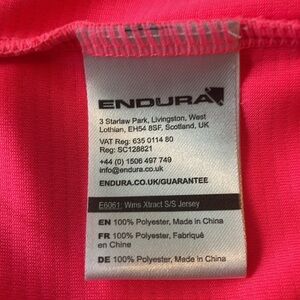 ENDURA
3 Starlaw Park, Livingston, West
Lothian, EH54 8SF, Scotland, UK
VAT Reg: 635 0114 80
Reg: SC128821
+44 (0) 1506 497 749
info@endura.co.uk
ENDURA.CO.UK/GUARANTEE
E6061: Wms Xtract S/S Jersey
EN 100% Polyester, Made in China
FR 100% Polyester, Fabriqué
en Chine
DE 100% Polyester, Made in China